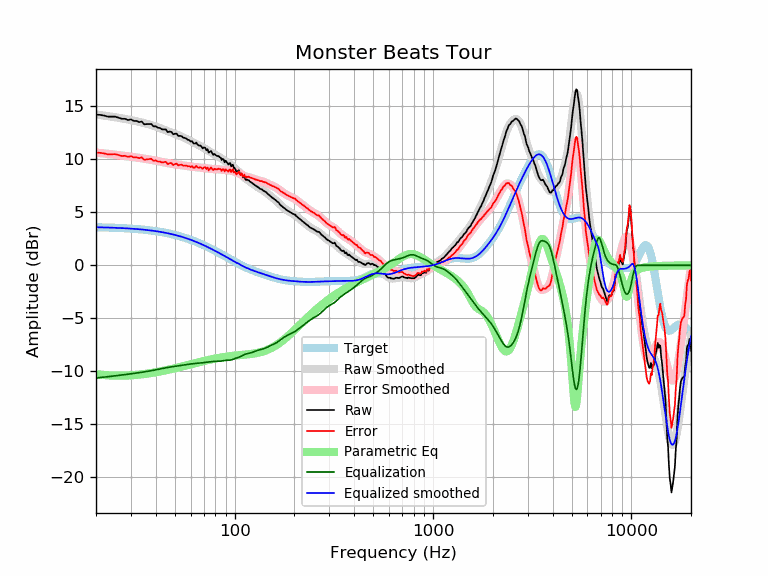 Monster Beats Tour
15
10
5
0
−5
−10
−15
−20
Amplitude (dBr)
Target
Raw Smoothed
Error Smoothed
Raw
Error
Parametric Eq
Equalization
Equalized smoothed
100
1000
10000
Frequency (Hz)